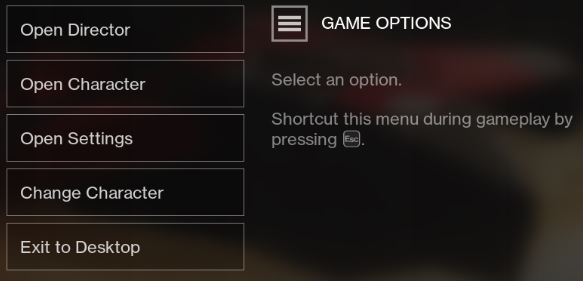 Open Director
Open Character
Open Settings
Change Character
Exit to Desktop
GAME OPTIONS
Select an option.
Shortcut this menu during gameplay by
pressing Esc.